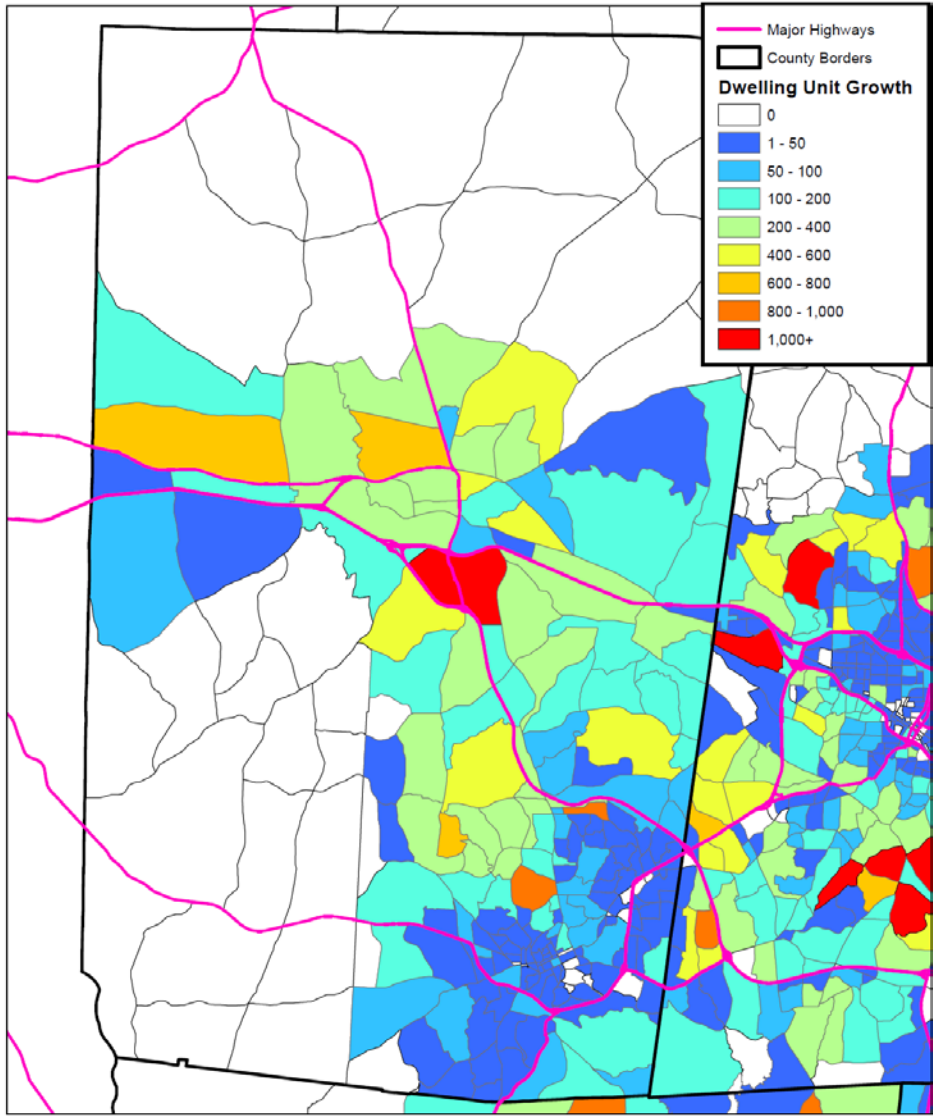 Major Highways
County Borders
Dwelling Unit Growth
0
1 - 50
50 - 100
100 - 200
200 - 400
400 - 600
600 - 800
800 - 1,000
1,000+